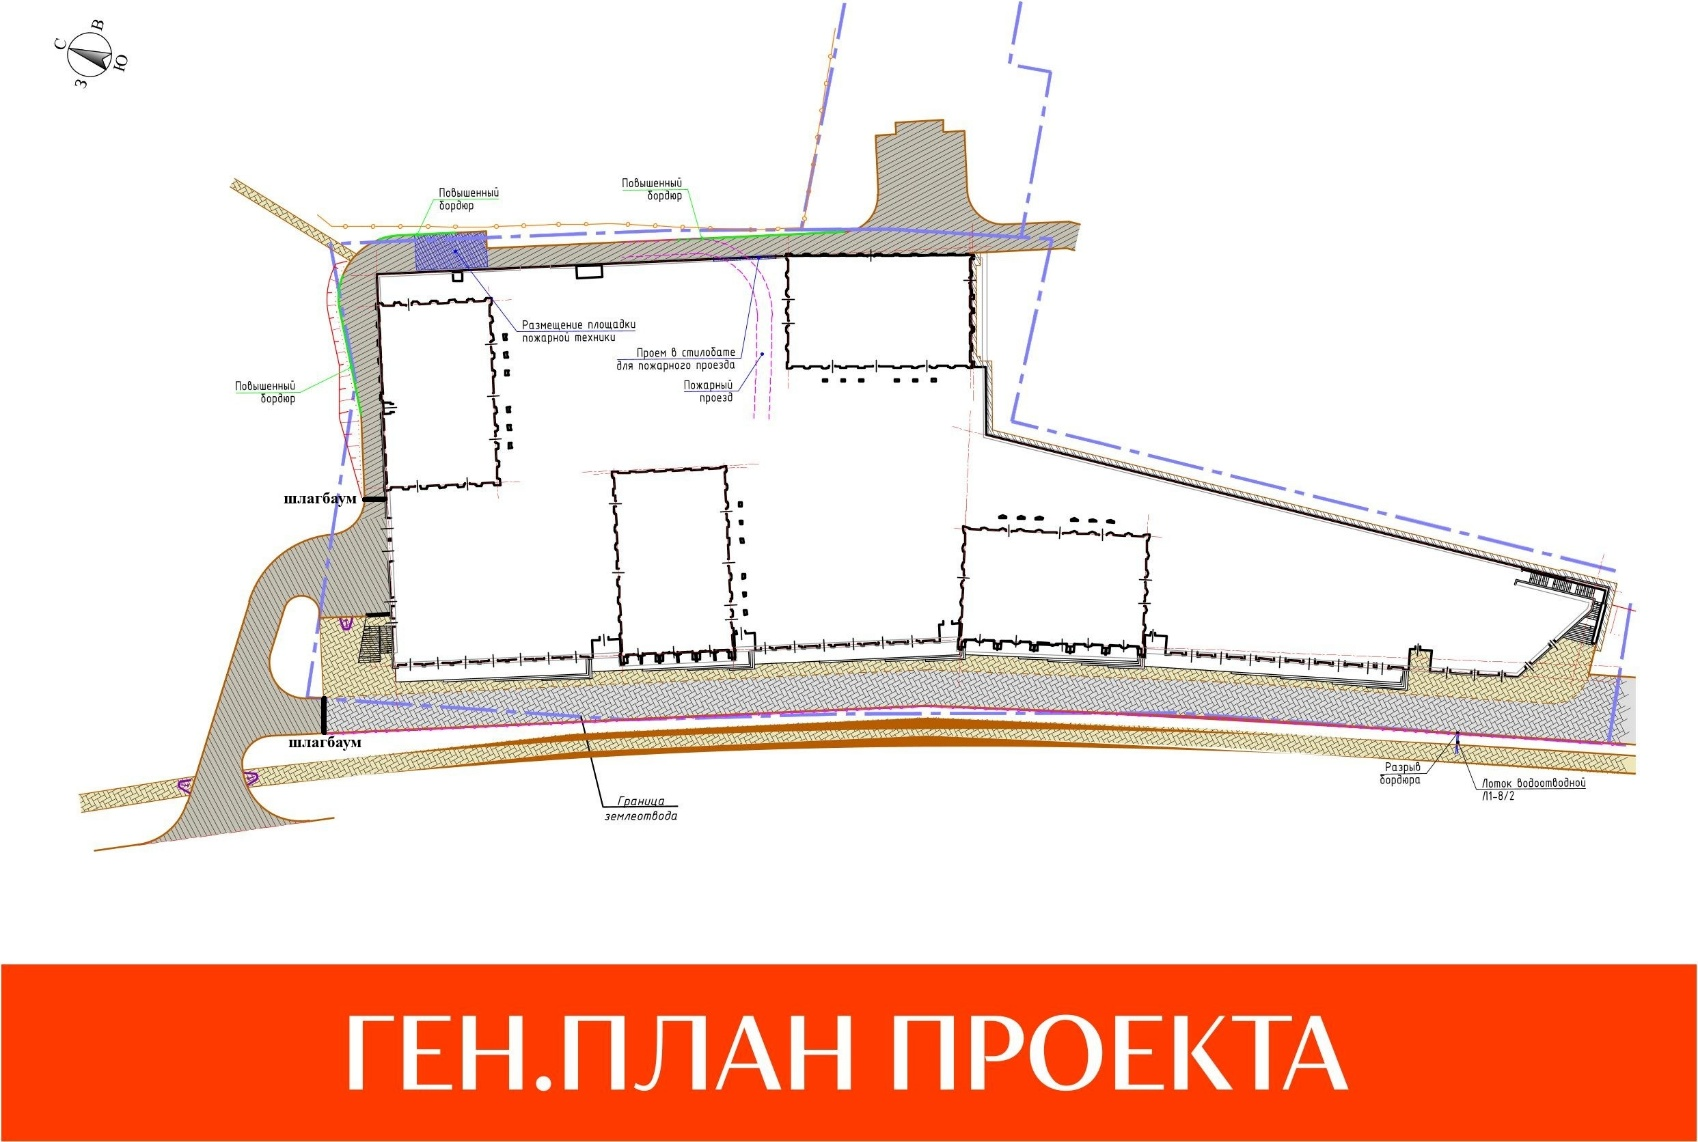 С
В
З
Ю
Повышенный
бордюр
Повышенный
бордюр
Размещение площадки
пожарной техники
Проем в стилобате
для пожарного проезда
Пожарный
проезд
Повышенный
бордюр
шлагбаум
шлагбаум
Разрыв
бордюра
Лоток водоотводной
Л1-8/2
Граница
землеотвода
ГЕН.ПЛАН ПРОЕКТА